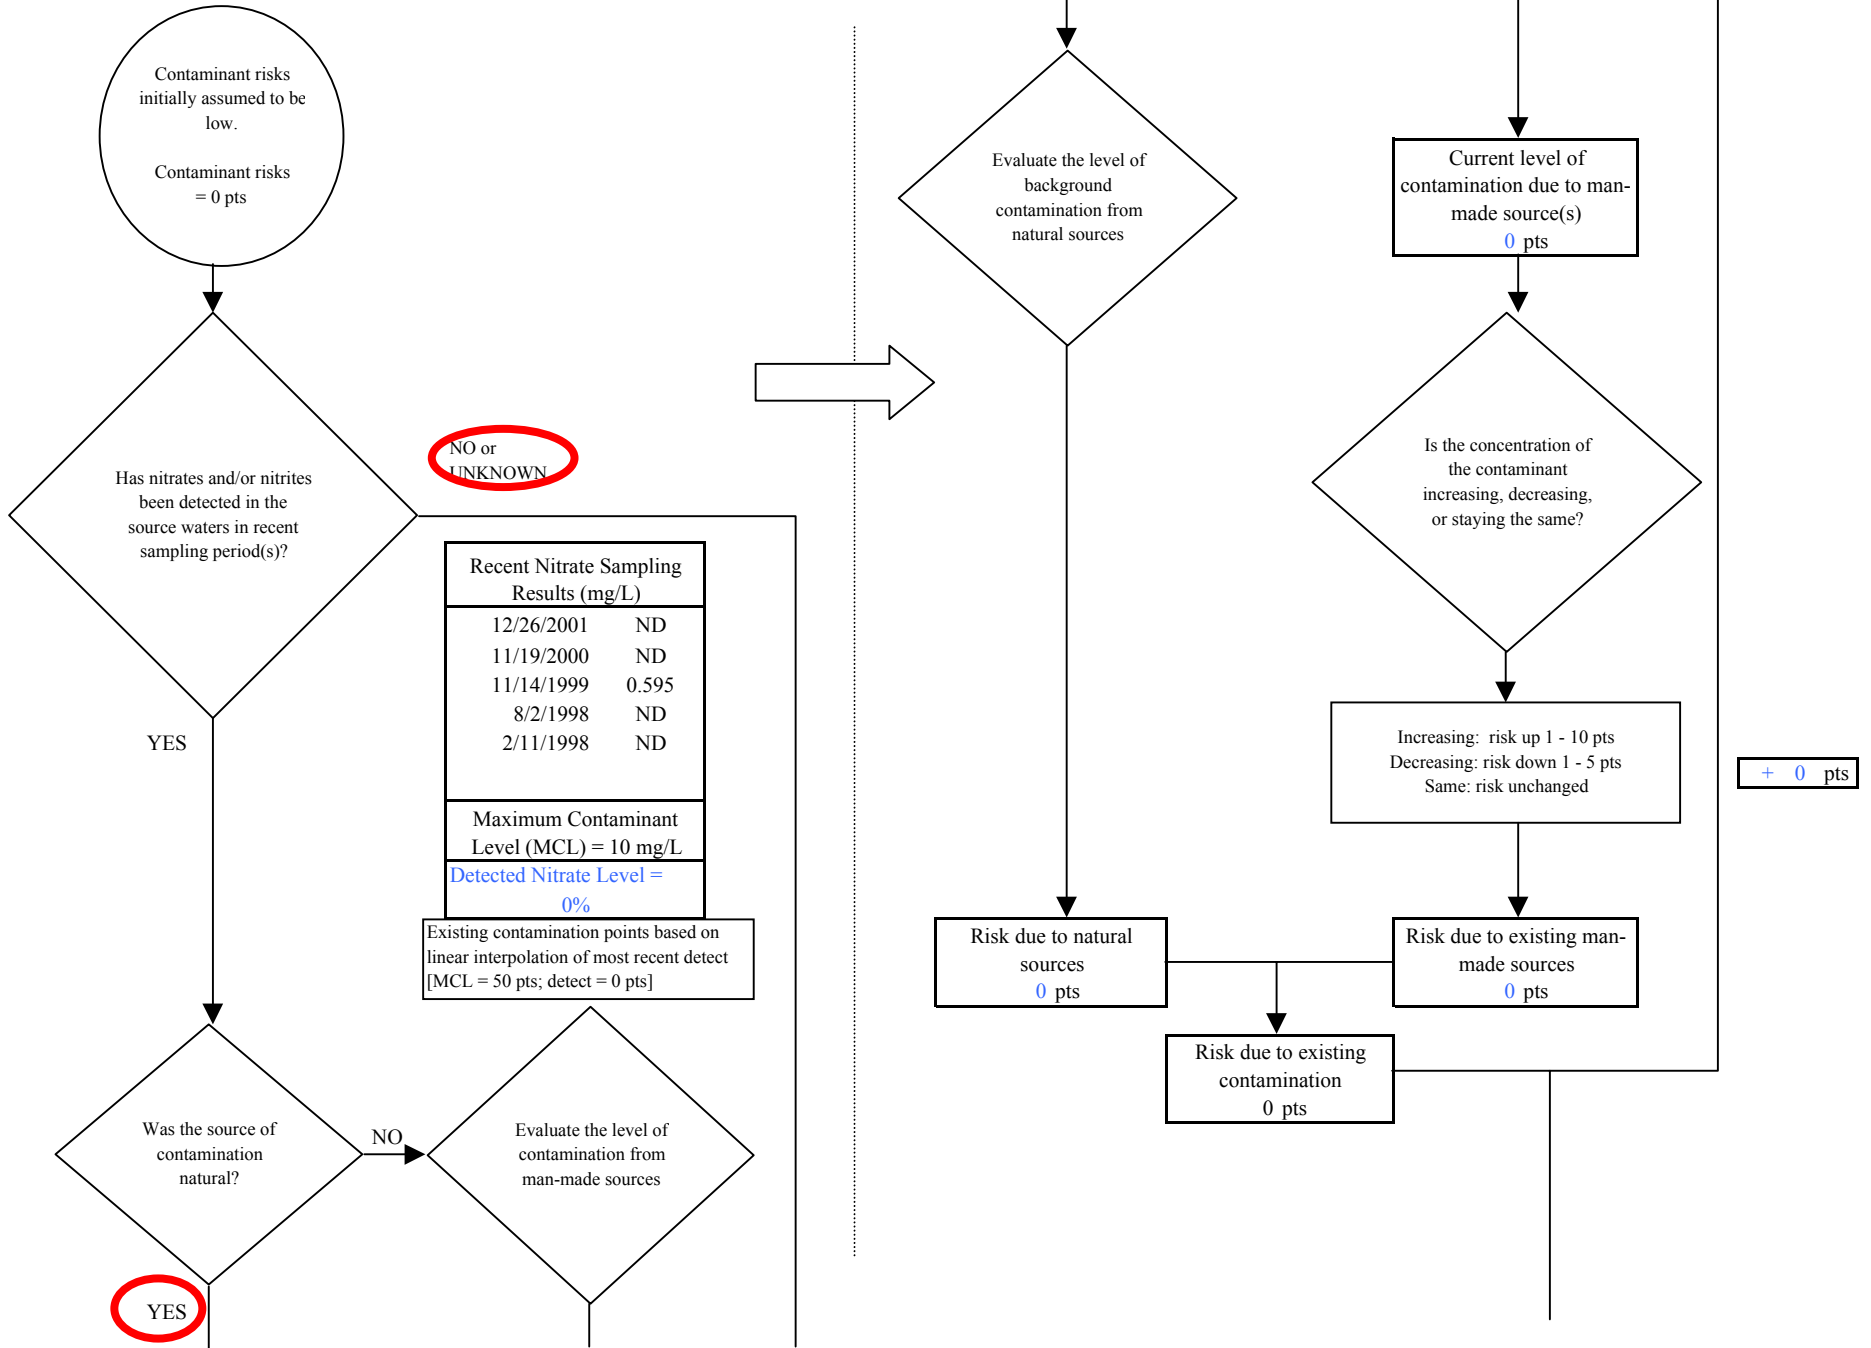 Contaminant risks
initially assumed to be
low.
Contaminant risks
= 0 pts
Has nitrates and/or nitrites
been detected in the
source waters in recent
sampling period(s)?
NO or
UNKNOWN
YES
Recent Nitrate Sampling
Results (mg/L)
12/26/2001 ND
11/19/2000 ND
11/14/1999 0.595
8/2/1998 ND
2/11/1998 ND
Maximum Contaminant
Level (MCL) = 10 mg/L
Detected Nitrate Level =
0%
Existing contamination points based on
linear interpolation of most recent detect
[MCL = 50 pts; detect = 0 pts]
Was the source of
contamination
natural?
NO
Evaluate the level of
contamination from
man-made sources
YES
Evaluate the level of
background
contamination from
natural sources
Current level of
contamination due to man-
made source(s)
0 pts
Is the concentration of
the contaminant
increasing, decreasing,
or staying the same?
Increasing: risk up 1 - 10 pts
Decreasing: risk down 1 - 5 pts
Same: risk unchanged
+ 0 pts
Risk due to natural
sources
0 pts
Risk due to existing man-
made sources
0 pts
Risk due to existing
contamination
0 pts